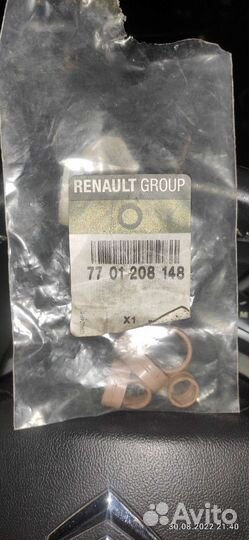 RENAULT GROUP
77 01 208 148
X1
Avito
30.08.2022 21:40